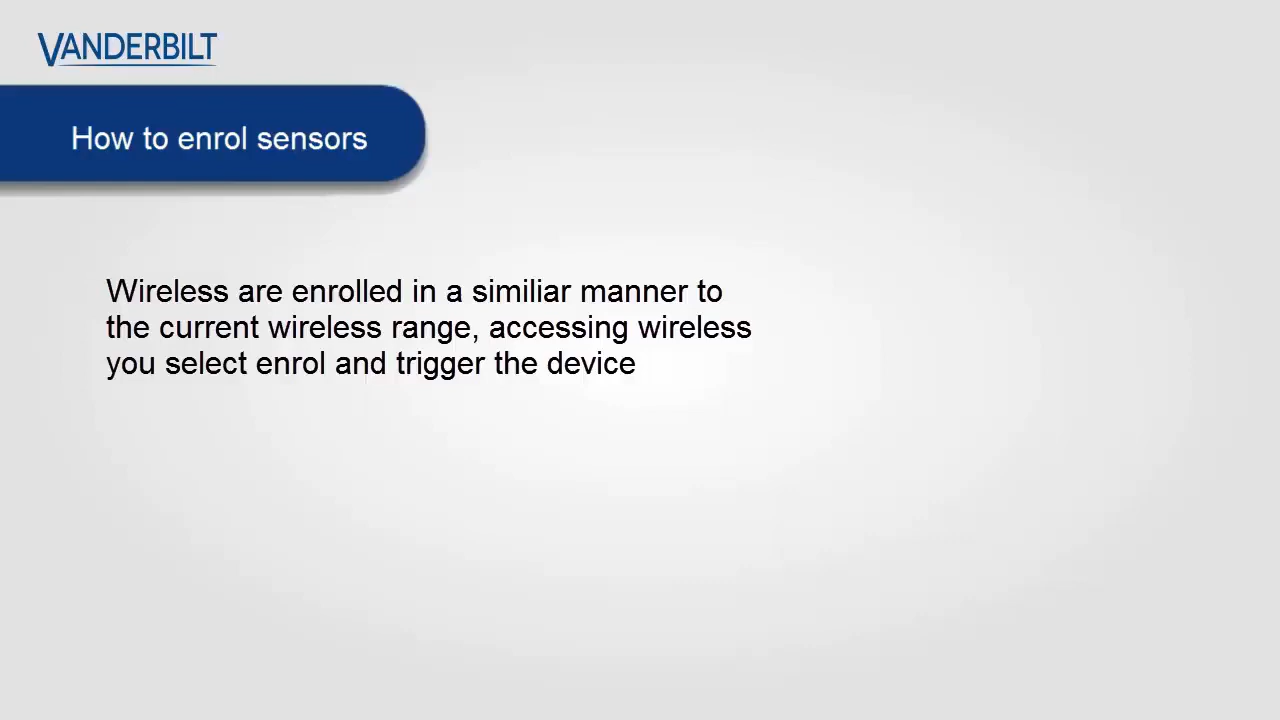 VANDERBILT
How to enrol sensors
Wireless are enrolled in a similiar manner to
the current wireless range, accessing wireless
you select enrol and trigger the device